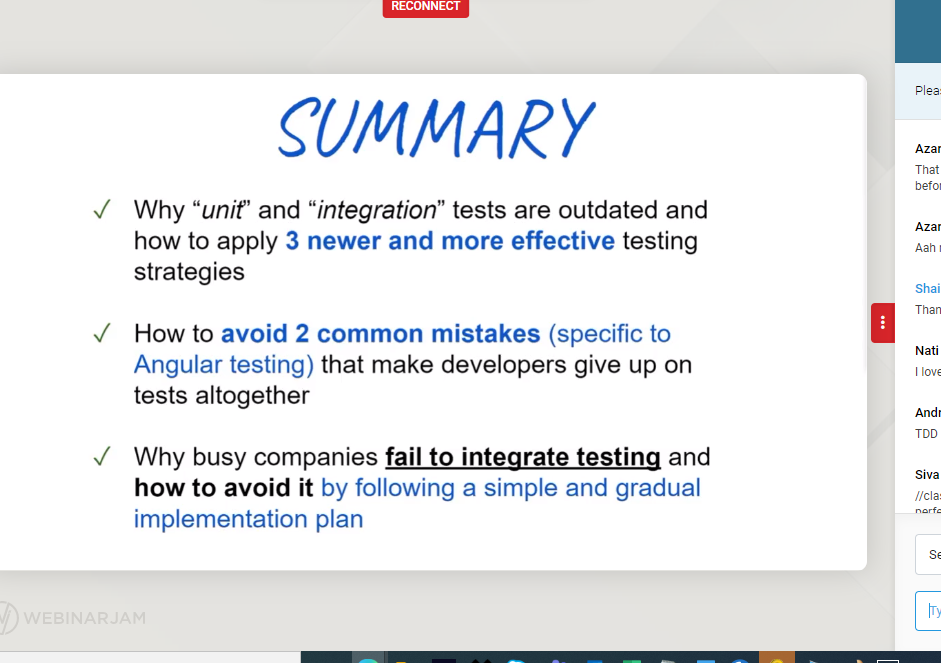 RECONNECT
SUMMARY
✓ Why “unit” and “integration” tests are outdated and
how to apply 3 newer and more effective testing
strategies
✓ How to avoid 2 common mistakes (specific to
Angular testing) that make developers give up on
tests altogether
✓ Why busy companies fail to integrate testing and
how to avoid it by following a simple and gradual
implementation plan
WEBINARJAM
Plea
Azar
That
befor
Azar
Aah
Shai
Than
Nati
I love
Andr
TDD
Siva
//clas
perfe
Se
Ty